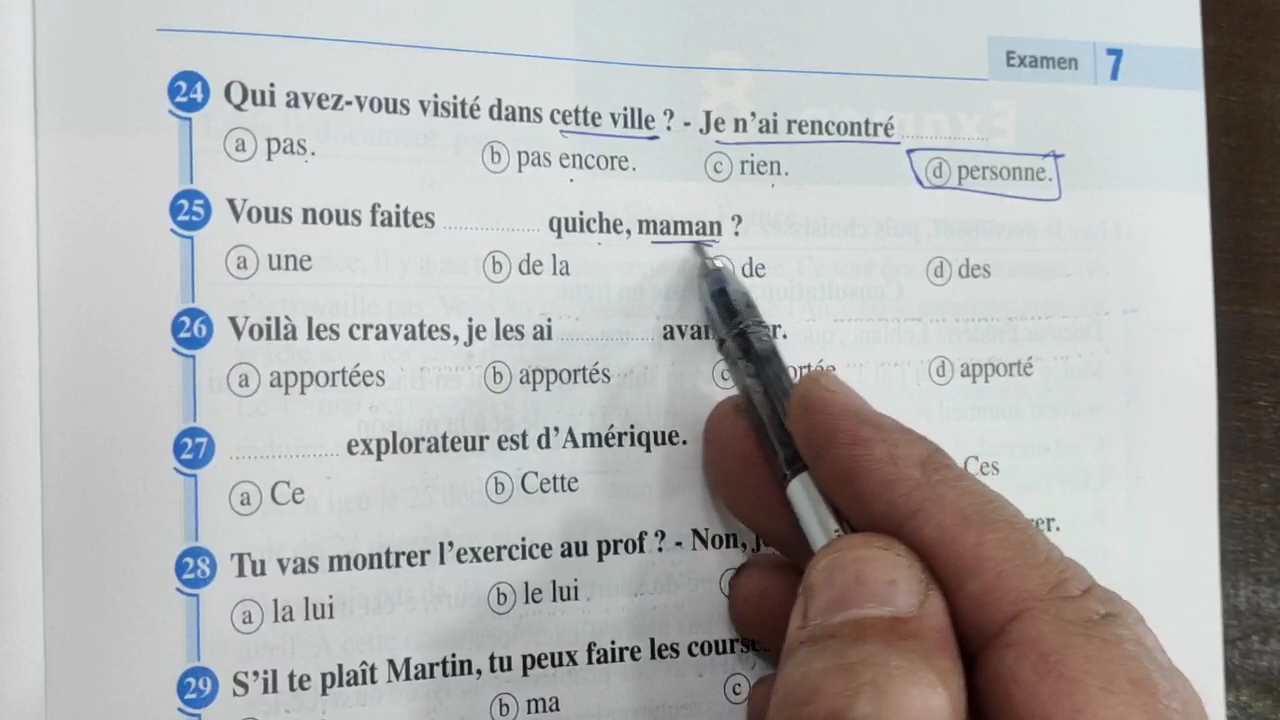 Examen 7
24 Qui avez-vous visité dans cette ville ? - Je n'ai rencontré ..........
a pas. b pas encore. c rien. d personne.
25 Vous nous faites .......... quiche, maman ?
a une b de la de d des
26 Voilà les cravates, je les ai ..........
a apportées b apportés c d apporté
27 .......... explorateur est d'Amérique.
a Ce b Cette Ces
28 Tu vas montrer l'exercice au prof ? - Non,
a la lui b le lui
29 S'il te plaît Martin, tu peux faire les
b ma c